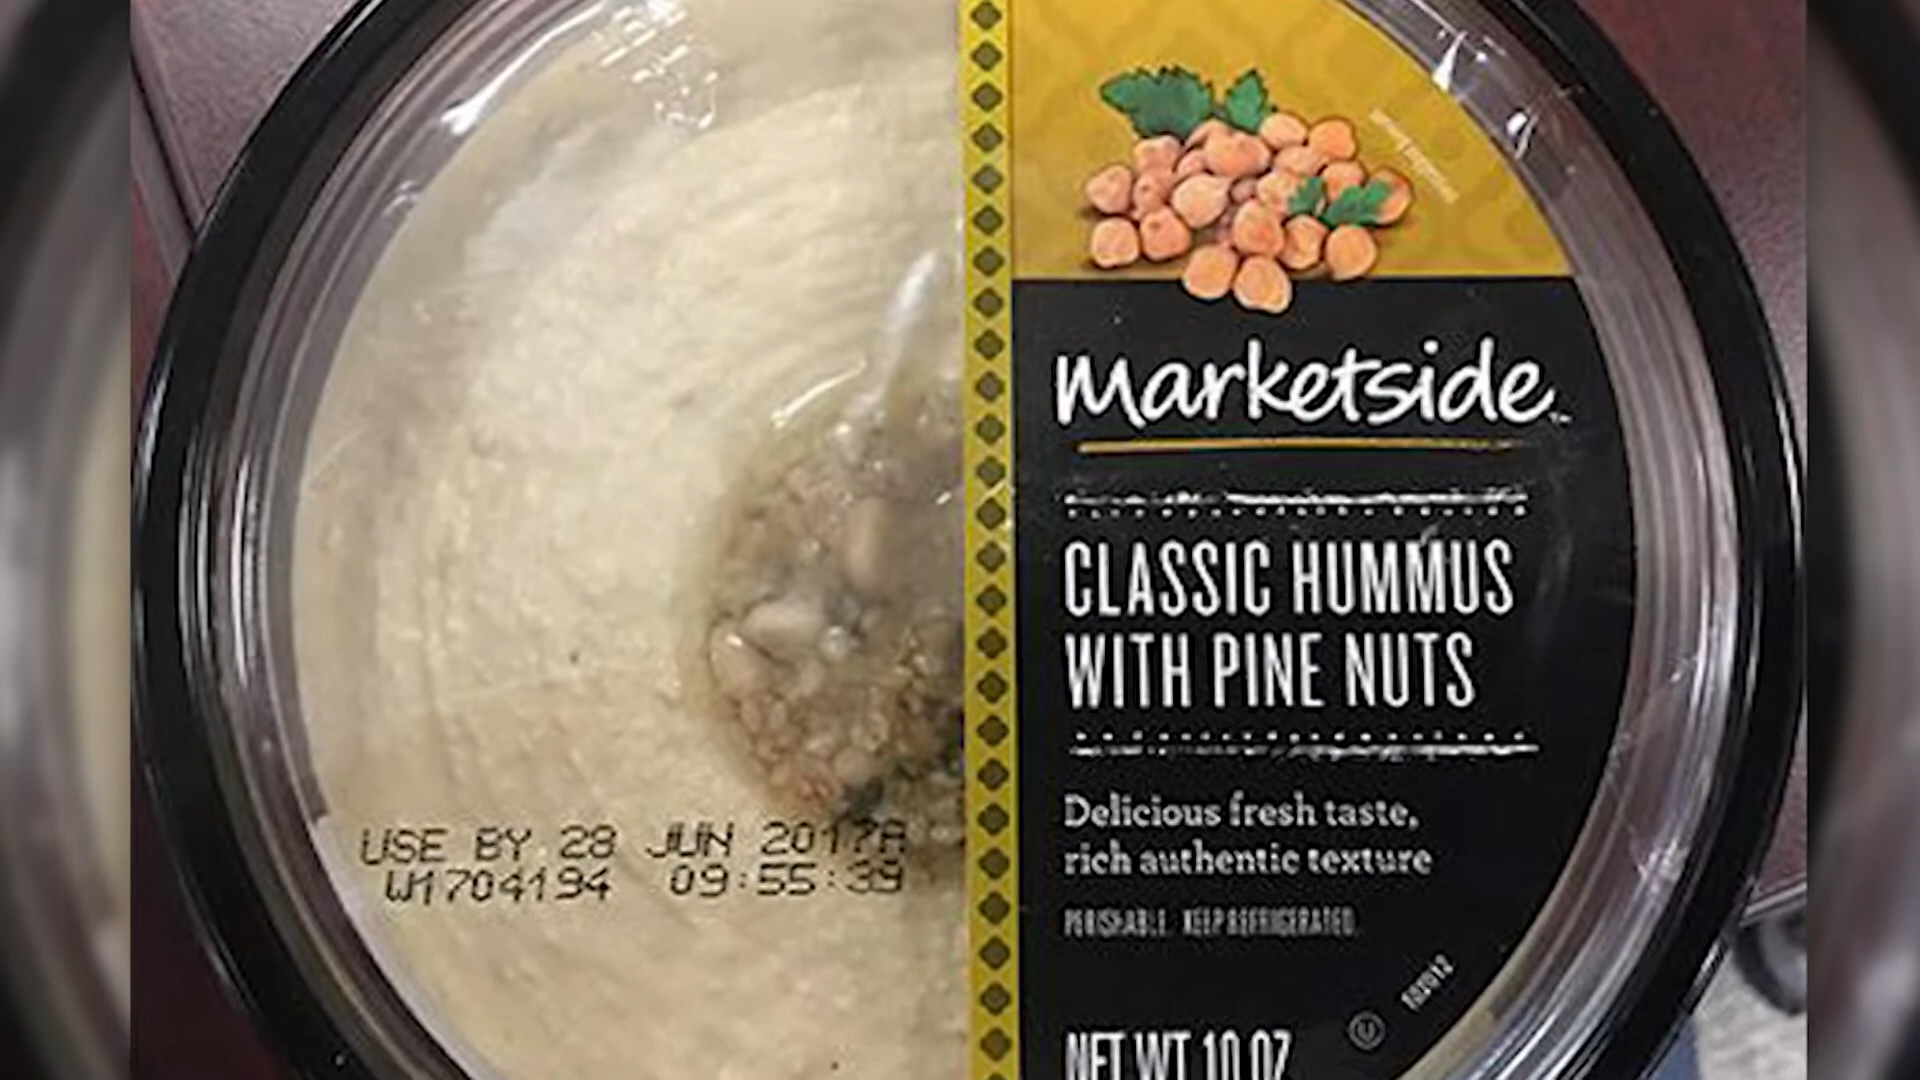 marketside™
CLASSIC HUMMUS
WITH PINE NUTS
Delicious fresh taste,
rich authentic texture
PERISHABLE. KEEP REFRIGERATED.
NET WT 10 OZ
USE BY 28 JUN 2017A
W1704194 09:55:39